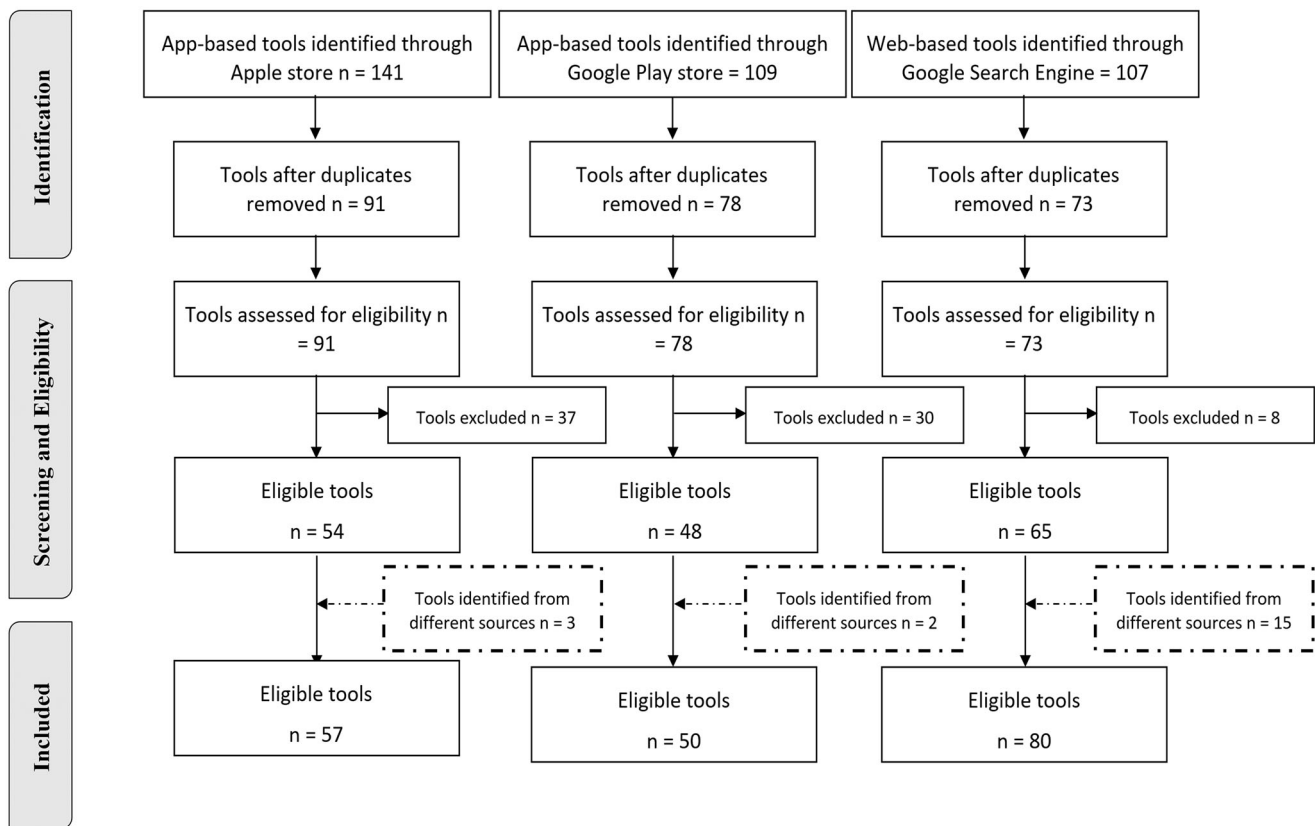 Identification
App-based tools identified through
Apple store n = 141
App-based tools identified through
Google Play store = 109
Web-based tools identified through
Google Search Engine = 107
Tools after duplicates
removed n = 91
Tools after duplicates
removed n = 78
Tools after duplicates
removed n = 73
Screening and Eligibility
Tools assessed for eligibility n
= 91
Tools assessed for eligibility n
= 78
Tools assessed for eligibility n
= 73
Tools excluded n = 37
Tools excluded n = 30
Tools excluded n = 8
Eligible tools
n = 54
Eligible tools
n = 48
Eligible tools
n = 65
Tools identified from
different sources n = 3
Tools identified from
different sources n = 2
Tools identified from
different sources n = 15
Included
Eligible tools
n = 57
Eligible tools
n = 50
Eligible tools
n = 80